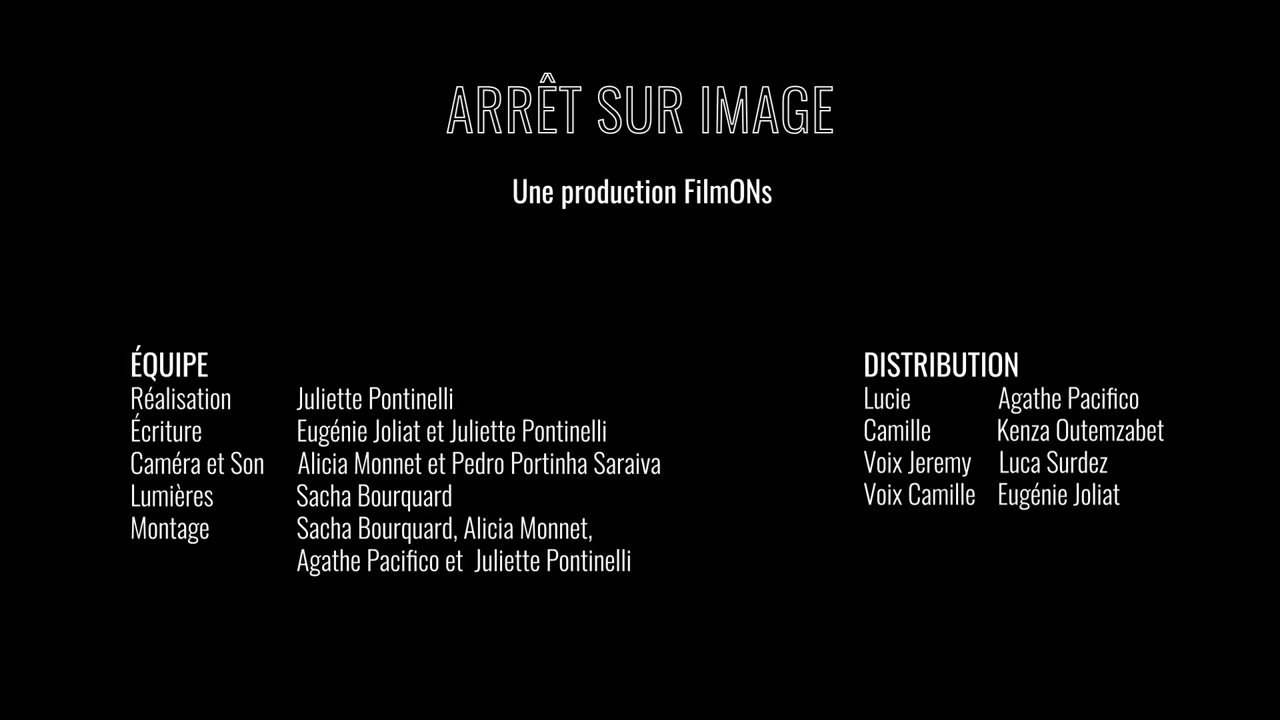 ARRÊT SUR IMAGE
Une production FilmONs
ÉQUIPE
Réalisation Juliette Pontinelli
Écriture Eugénie Joliat et Juliette Pontinelli
Caméra et Son Alicia Monnet et Pedro Portinha Saraiva
Lumières Sacha Bourquard
Montage Sacha Bourquard, Alicia Monnet,
Agathe Pacifico et Juliette Pontinelli
DISTRIBUTION
Lucie Agathe Pacifico
Camille Kenza Outemzabet
Voix Jeremy Luca Surdez
Voix Camille Eugénie Joliat